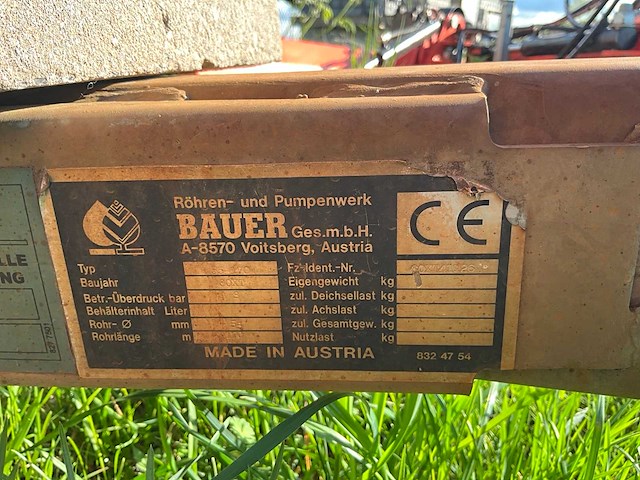 Röhren- und Pumpenwerk
BAUER Ges.m.b.H.
A-8570 Voitsberg, Austria
CE
Typ
Fz-Ident.-Nr.
Baujahr
Eigengewicht kg
Betr.-Überdruck bar
zul. Deichsellast kg
Behälterinhalt Liter
zul. Achslast kg
Rohr-Ø mm
zul. Gesamtgew. kg
Rohrlänge m
Nutzlast kg
MADE IN AUSTRIA
832 47 54